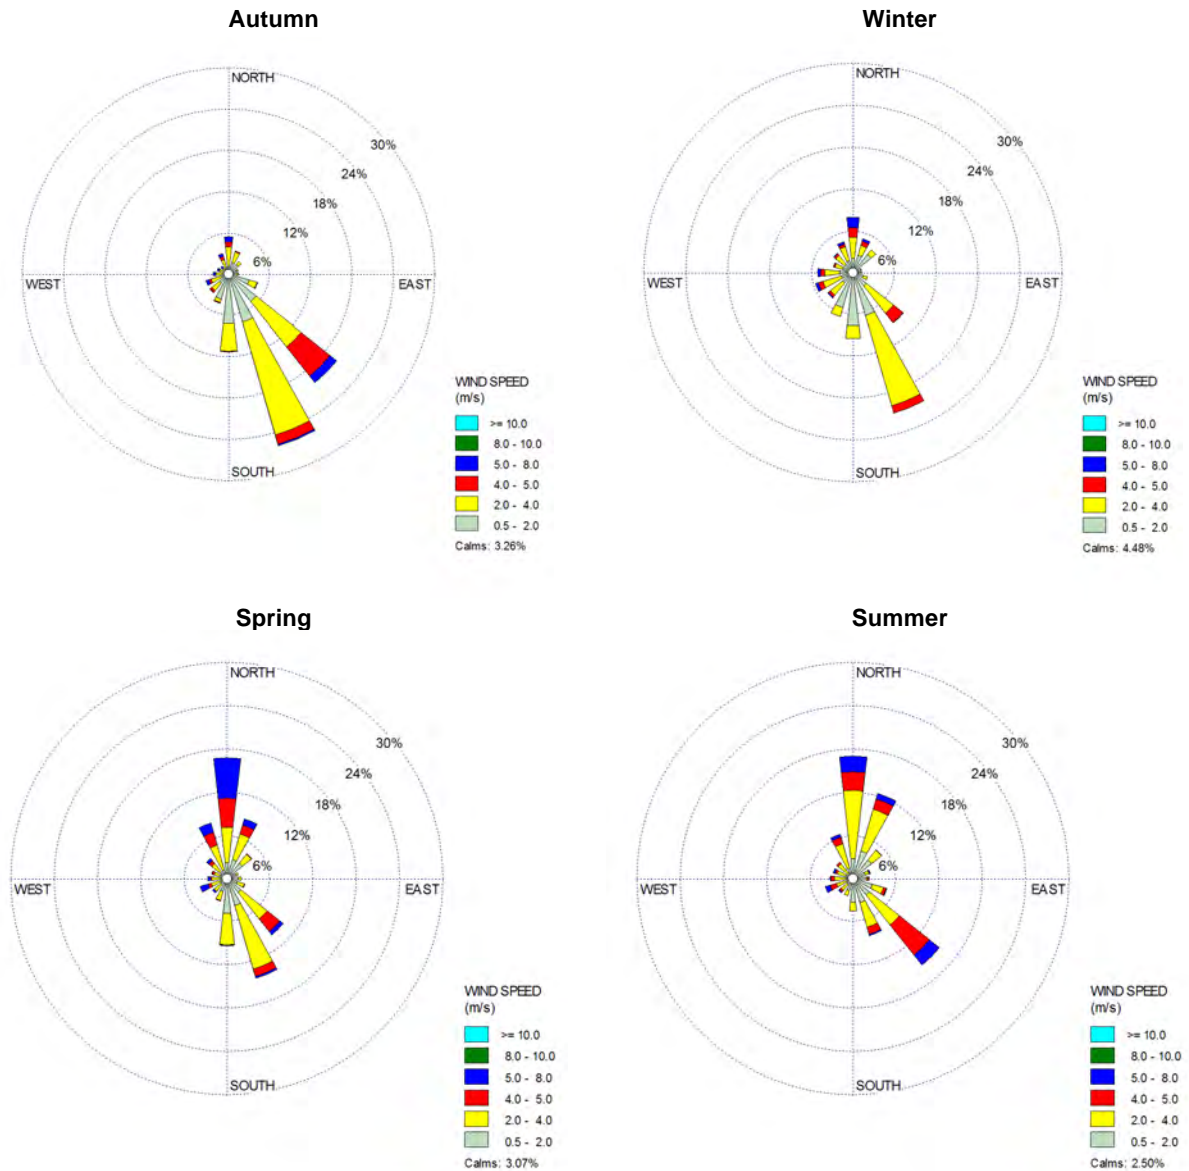 Autumn
Winter
NORTH
30%
24%
18%
12%
6%
WEST
EAST
SOUTH
WIND SPEED
(m/s)
>= 10.0
8.0 - 10.0
5.0 - 8.0
4.0 - 5.0
2.0 - 4.0
0.5 - 2.0
Calms: 3.26%
NORTH
30%
24%
18%
12%
6%
WEST
EAST
SOUTH
WIND SPEED
(m/s)
>= 10.0
8.0 - 10.0
5.0 - 8.0
4.0 - 5.0
2.0 - 4.0
0.5 - 2.0
Calms: 4.48%
Spring
Summer
NORTH
30%
24%
18%
12%
6%
WEST
EAST
SOUTH
WIND SPEED
(m/s)
>= 10.0
8.0 - 10.0
5.0 - 8.0
4.0 - 5.0
2.0 - 4.0
0.5 - 2.0
Calms: 3.07%
NORTH
30%
24%
18%
12%
6%
WEST
EAST
SOUTH
WIND SPEED
(m/s)
>= 10.0
8.0 - 10.0
5.0 - 8.0
4.0 - 5.0
2.0 - 4.0
0.5 - 2.0
Calms: 2.50%